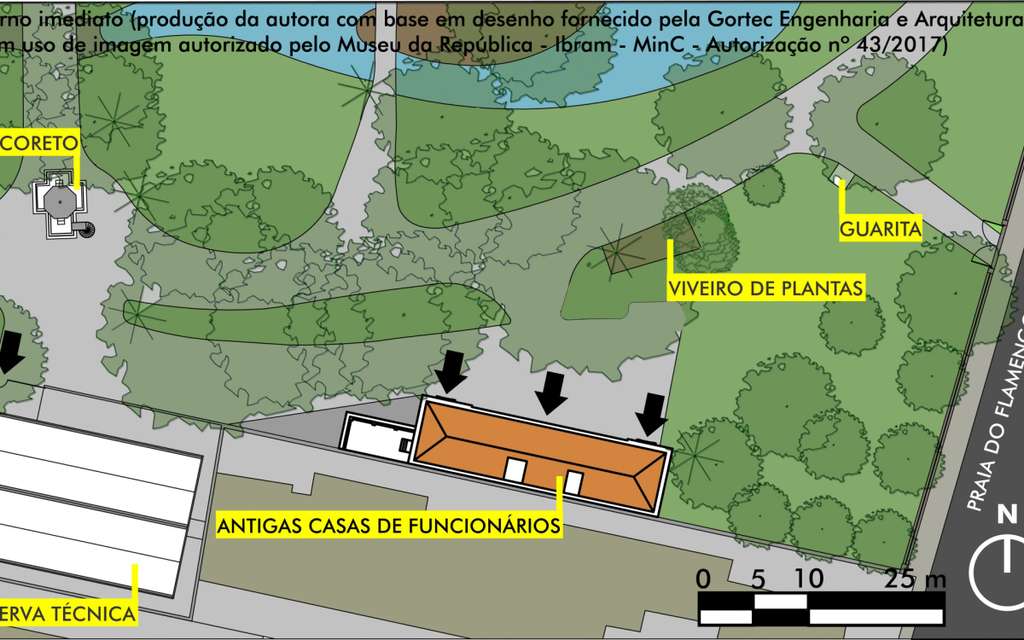 rno imediato (produção da autora com base em desenho fornecido pela Gortec Engenharia e Arquitetura
m uso de imagem autorizado pelo Museu da República - Ibram - MinC - Autorização nº 43/2017)
CORETO
GUARITA
VIVEIRO DE PLANTAS
PRAIA DO FLAMENGO
ANTIGAS CASAS DE FUNCIONÁRIOS
N
0 5 10 25 m
ERVA TÉCNICA